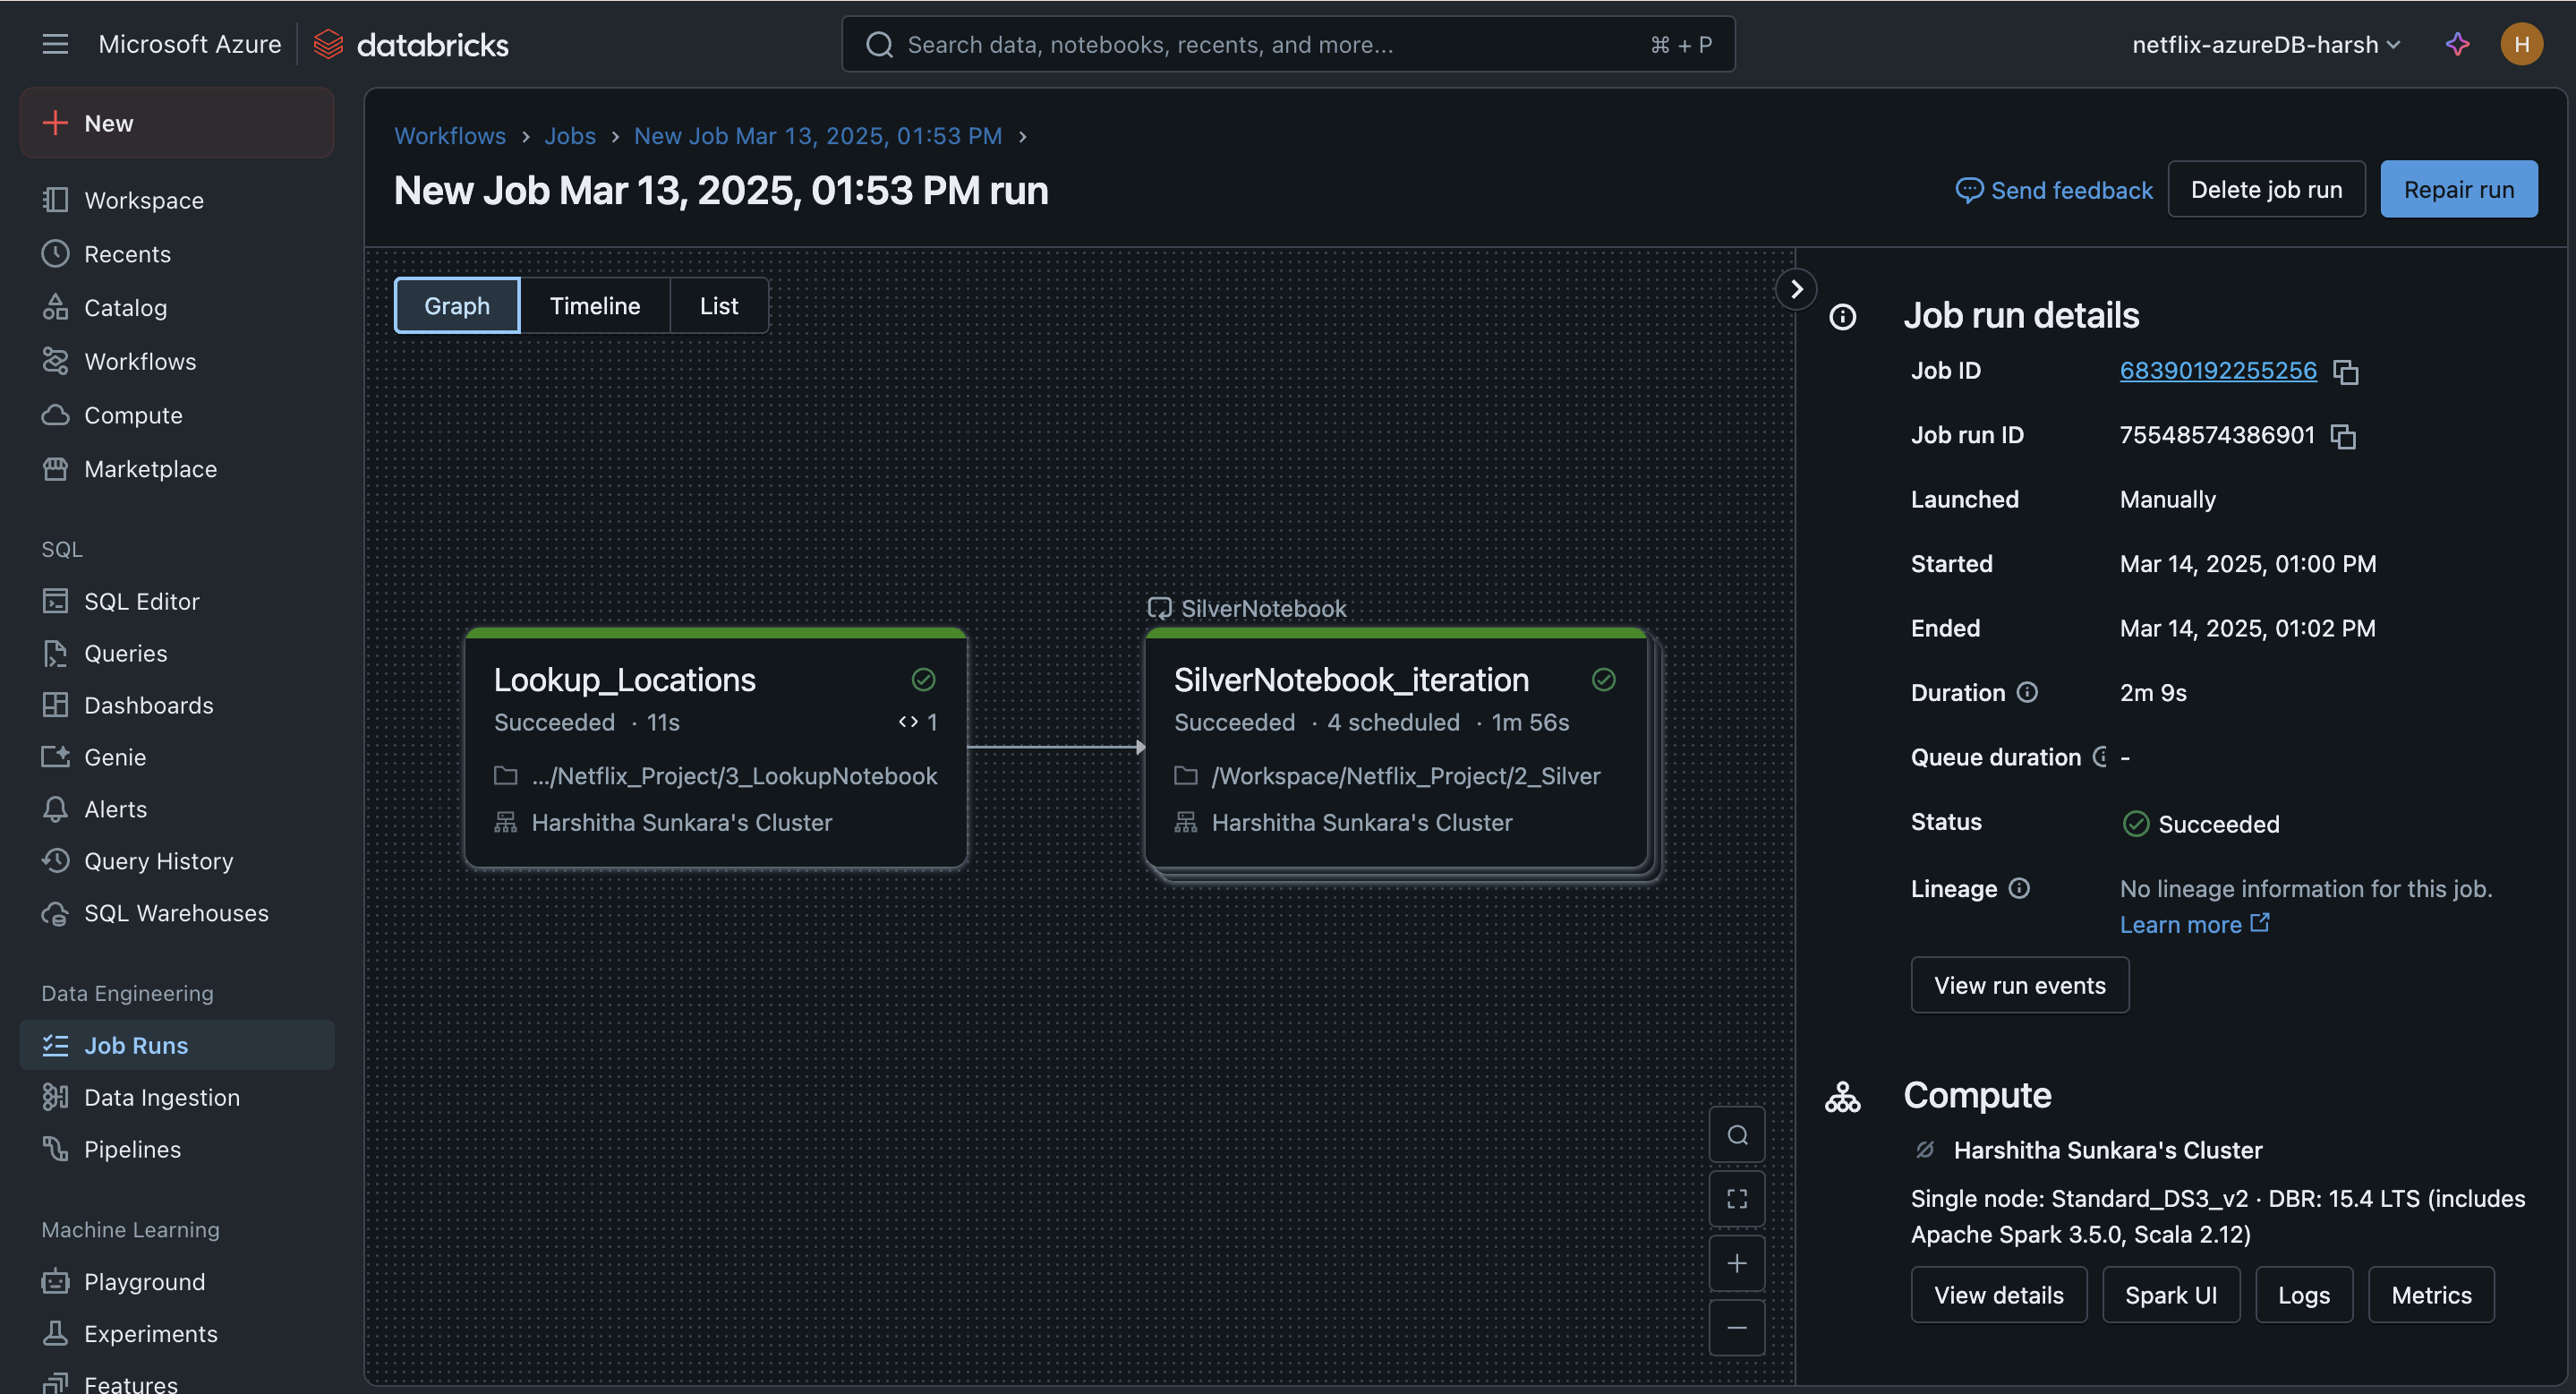 Microsoft Azure databricks
Search data, notebooks, recents, and more... ⌘ + P
netflix-azureDB-harsh
H
New
Workspace
Recents
Catalog
Workflows
Compute
Marketplace
SQL
SQL Editor
Queries
Dashboards
Genie
Alerts
Query History
SQL Warehouses
Data Engineering
Job Runs
Data Ingestion
Pipelines
Machine Learning
Playground
Experiments
Features
Workflows > Jobs > New Job Mar 13, 2025, 01:53 PM >
New Job Mar 13, 2025, 01:53 PM run
Send feedback
Delete job run
Repair run
Graph
Timeline
List
Lookup_Locations
Succeeded · 11s
<> 1
.../Netflix_Project/3_LookupNotebook
Harshitha Sunkara's Cluster
SilverNotebook
SilverNotebook_iteration
Succeeded · 4 scheduled · 1m 56s
/Workspace/Netflix_Project/2_Silver
Harshitha Sunkara's Cluster
Job run details
Job ID 68390192255256
Job run ID 75548574386901
Launched Manually
Started Mar 14, 2025, 01:00 PM
Ended Mar 14, 2025, 01:02 PM
Duration 2m 9s
Queue duration -
Status Succeeded
Lineage No lineage information for this job.
Learn more
View run events
Compute
Harshitha Sunkara's Cluster
Single node: Standard_DS3_v2 · DBR: 15.4 LTS (includes
Apache Spark 3.5.0, Scala 2.12)
View details
Spark UI
Logs
Metrics